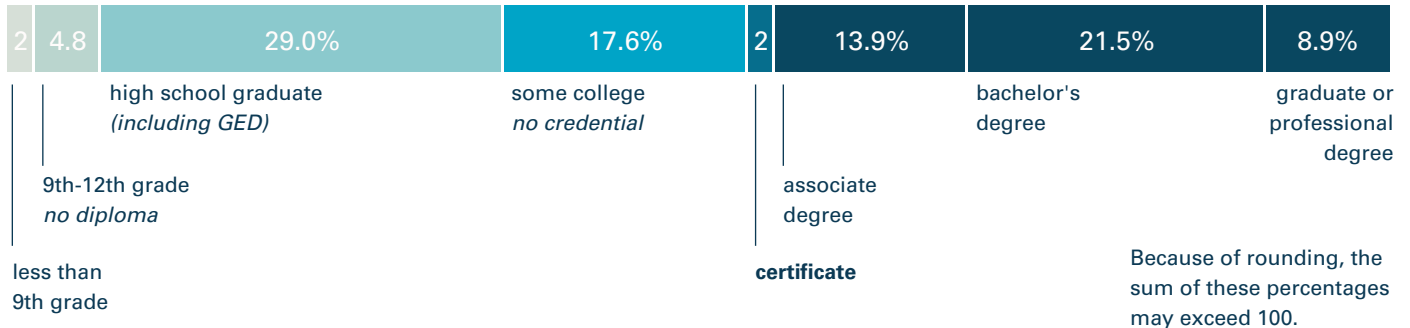 2 4.8 29.0% 17.6% 2 13.9% 21.5% 8.9%
high school graduate
(including GED)
some college
no credential
bachelor's
degree
graduate or
professional
degree
9th-12th grade
no diploma
associate
degree
less than
9th grade
certificate
Because of rounding, the
sum of these percentages
may exceed 100.